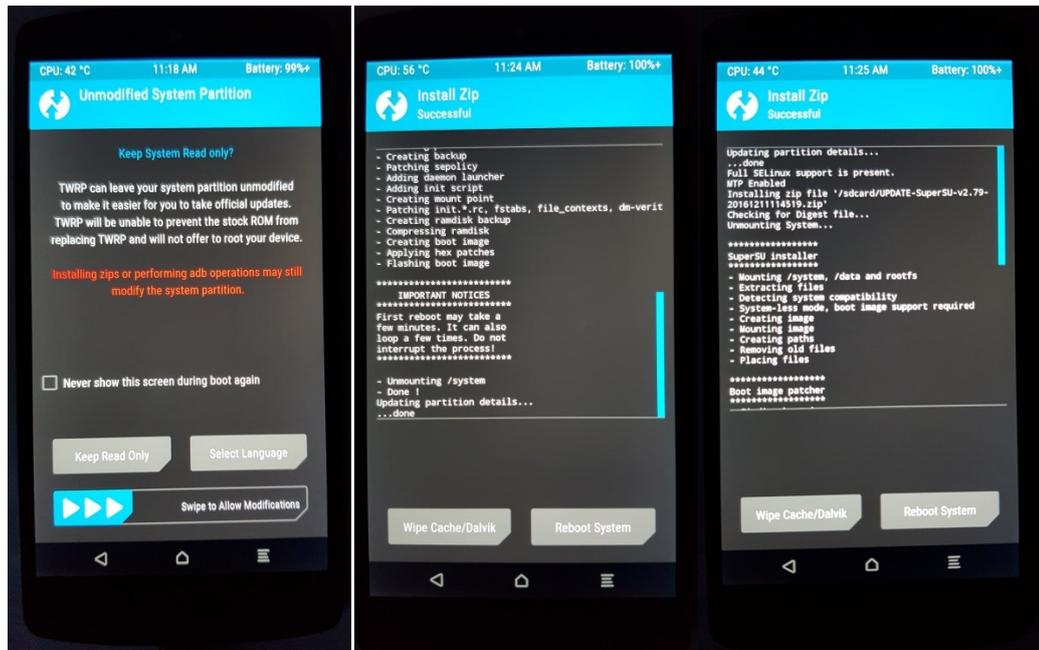 CPU: 42 °C 11:18 AM Battery: 99%+
Unmodified System Partition
Keep System Read only?
TWRP can leave your system partition unmodified
to make it easier for you to take official updates.
TWRP will be unable to prevent the stock ROM from
replacing TWRP and will not offer to root your device.
Installing zips or performing adb operations may still
modify the system partition.
Never show this screen during boot again
Keep Read Only Select Language
Swipe to Allow Modifications
CPU: 56 °C 11:24 AM Battery: 100%+
Install Zip
Successful
- Creating backup
- Patching sepolicy
- Adding daemon launcher
- Adding init script
- Creating mount point
- Patching init.*.rc, fstabs, file_contexts, dm-verit
- Creating ramdisk backup
- Compressing ramdisk
- Creating boot image
- Applying hex patches
- Flashing boot image
*************************
IMPORTANT NOTICES
*************************
First reboot may take a
few minutes. It can also
loop a few times. Do not
interrupt the process!
*************************
- Unmounting /system
- Done !
Updating partition details...
...done
Wipe Cache/Dalvik Reboot System
CPU: 44 °C 11:25 AM Battery: 100%+
Install Zip
Successful
Updating partition details...
...done
Full SELinux support is present.
MTP Enabled
Installing zip file '/sdcard/UPDATE-SuperSU-v2.79-
20161211114519.zip'
Checking for Digest file...
Unmounting System...
*****************
SuperSU installer
*****************
- Mounting /system, /data and rootfs
- Extracting files
- Detecting system compatibility
- System-less mode, boot image support required
- Creating image
- Mounting image
- Creating paths
- Removing old files
- Placing files
******************
Boot image patcher
******************
Wipe Cache/Dalvik Reboot System